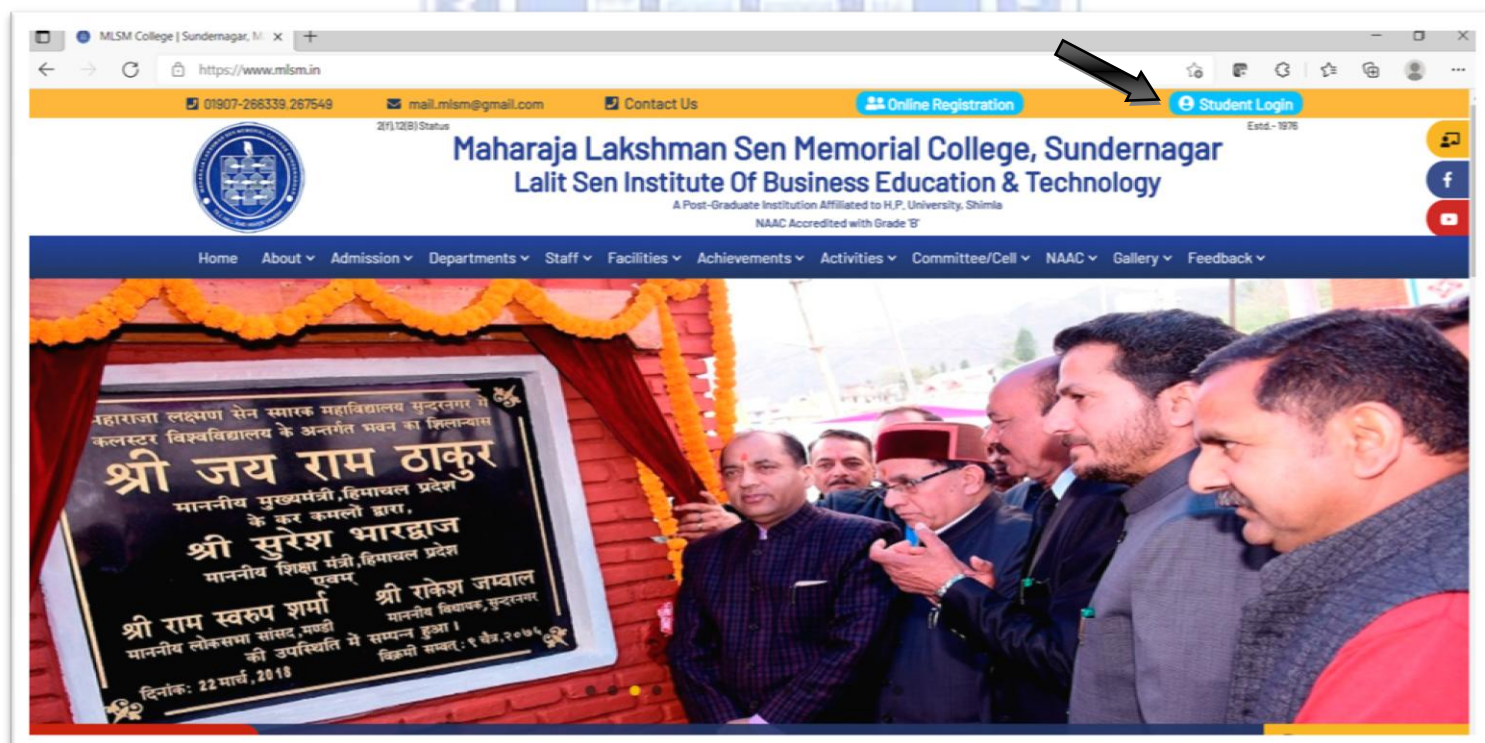 MLSM College | Sundernagar, M
https://www.mlsm.in
01907-266339,267549
mail.mlsm@gmail.com
Contact Us
Online Registration
Student Login
2(f),12(B) Status
Estd.- 1976
Maharaja Lakshman Sen Memorial College, Sundernagar
Lalit Sen Institute Of Business Education & Technology
A Post-Graduate Institution Affiliated to H.P. University, Shimla
NAAC Accredited with Grade 'B'
Home About Admission Departments Staff Facilities Achievements Activities Committee/Cell NAAC Gallery Feedback
महाराजा लक्ष्मण सेन स्मारक महाविद्यालय सुन्दरनगर में
कलस्टर विश्वविद्यालय के अन्तर्गत भवन का शिलान्यास
श्री जय राम ठाकुर
माननीय मुख्यमंत्री,हिमाचल प्रदेश
के कर कमलों द्वारा,
श्री सुरेश भारद्वाज
माननीय शिक्षा मंत्री,हिमाचल प्रदेश
एवम्
श्री राम स्वरुप शर्मा
माननीय लोकसभा सांसद,मण्डी
श्री राकेश जम्वाल
माननीय विधायक,सुन्दरनगर
की उपस्थिति में सम्पन्न हुआ ।
दिनांक: 22 मार्च,2018
विक्रमी सम्वत्: ९ चैत्र,२०७५